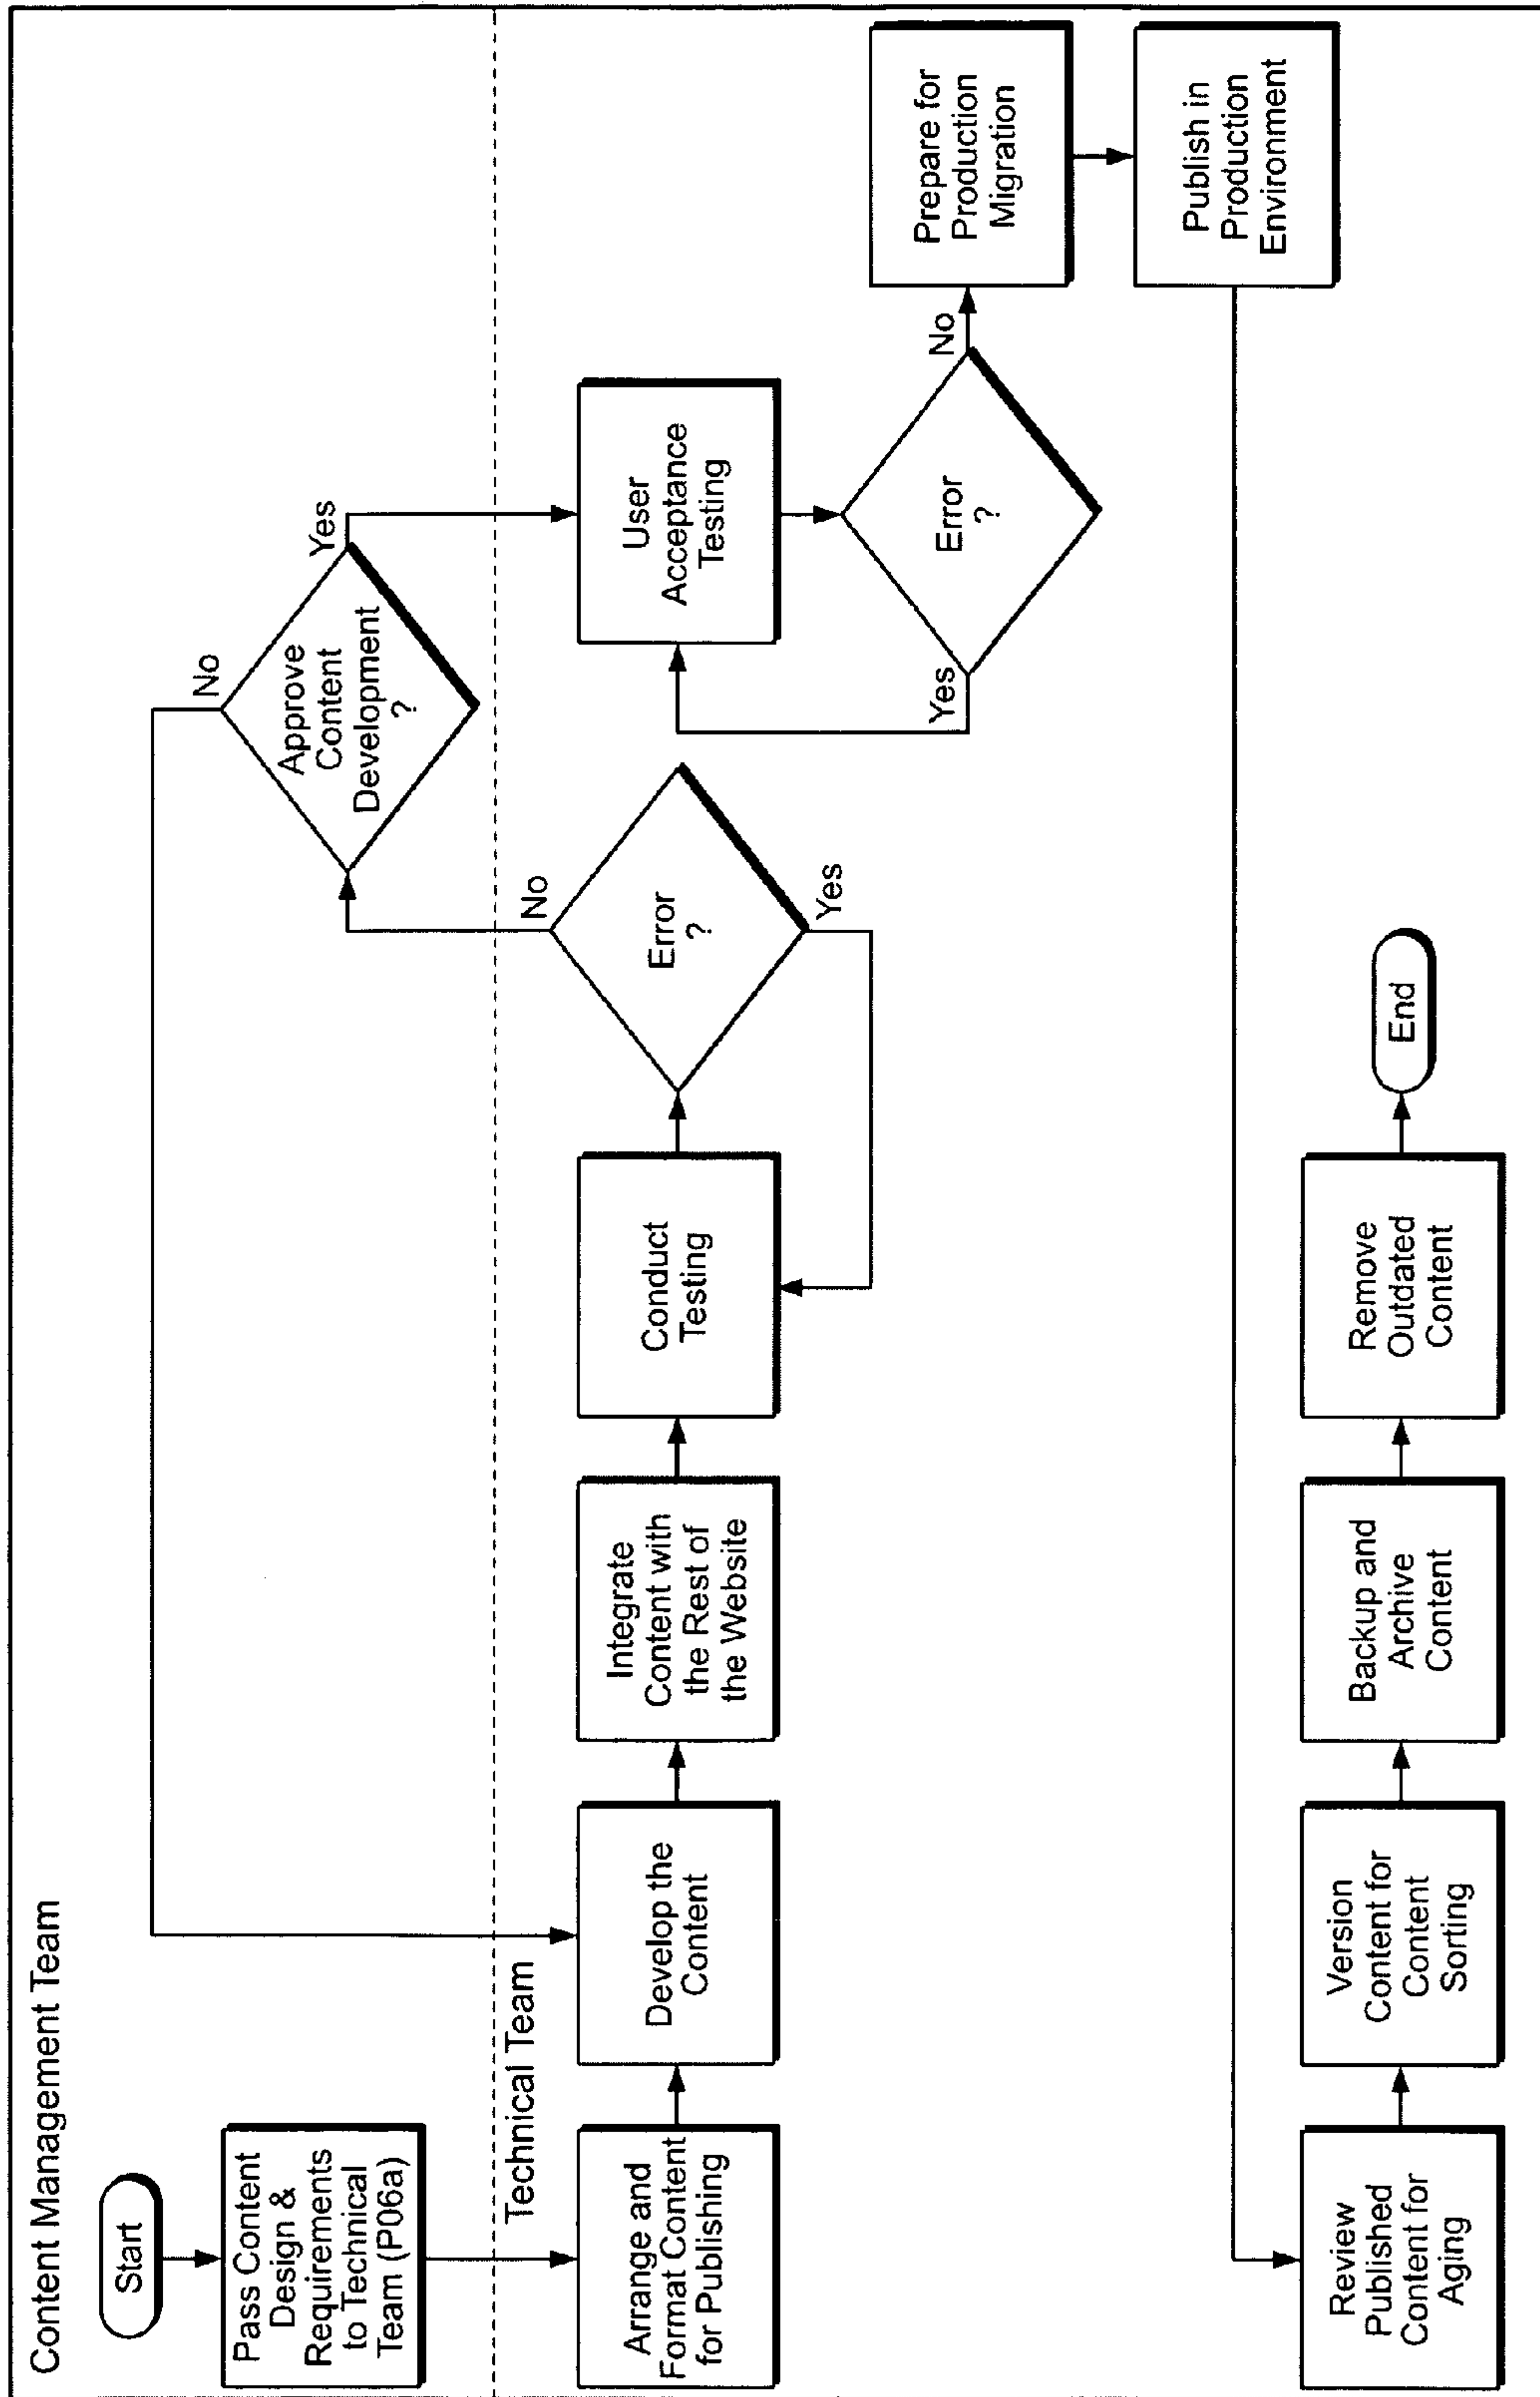 Content Management Team
Start
Pass Content
Design &
Requirements
to Technical
Team (P06a)
No
Approve
Content
Development
?
Yes
Technical Team
Arrange and
Format Content
for Publishing
Develop the
Content
Integrate
Content with
the Rest of
the Website
Conduct
Testing
No
Error
?
Yes
User
Acceptance
Testing
Yes
Error
?
No
Prepare for
Production
Migration
Publish in
Production
Environment
Review
Published
Content for
Aging
Version
Content for
Content
Sorting
Backup and
Archive
Content
Remove
Outdated
Content
End